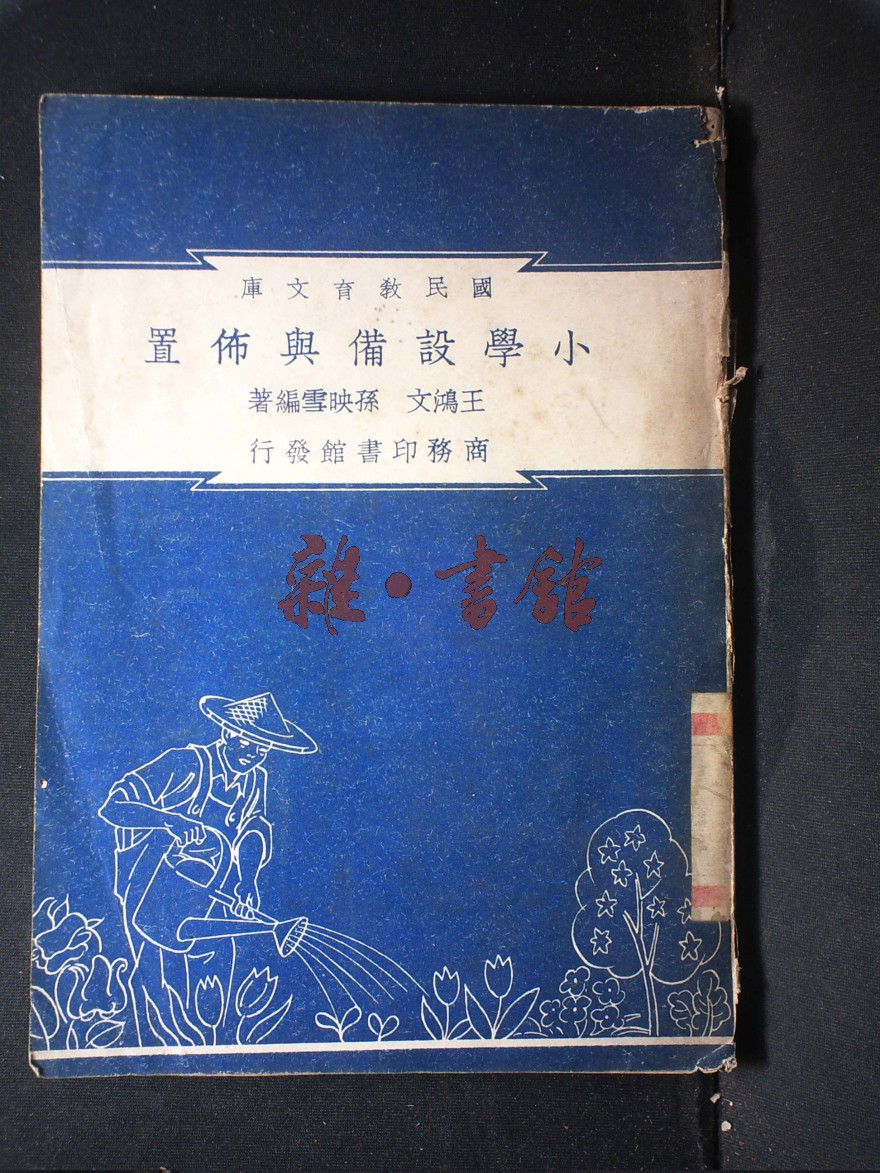 國民教育文庫
小學設備與佈置
王鴻文 孫映雪編著
商務印書館發行
雜·書館